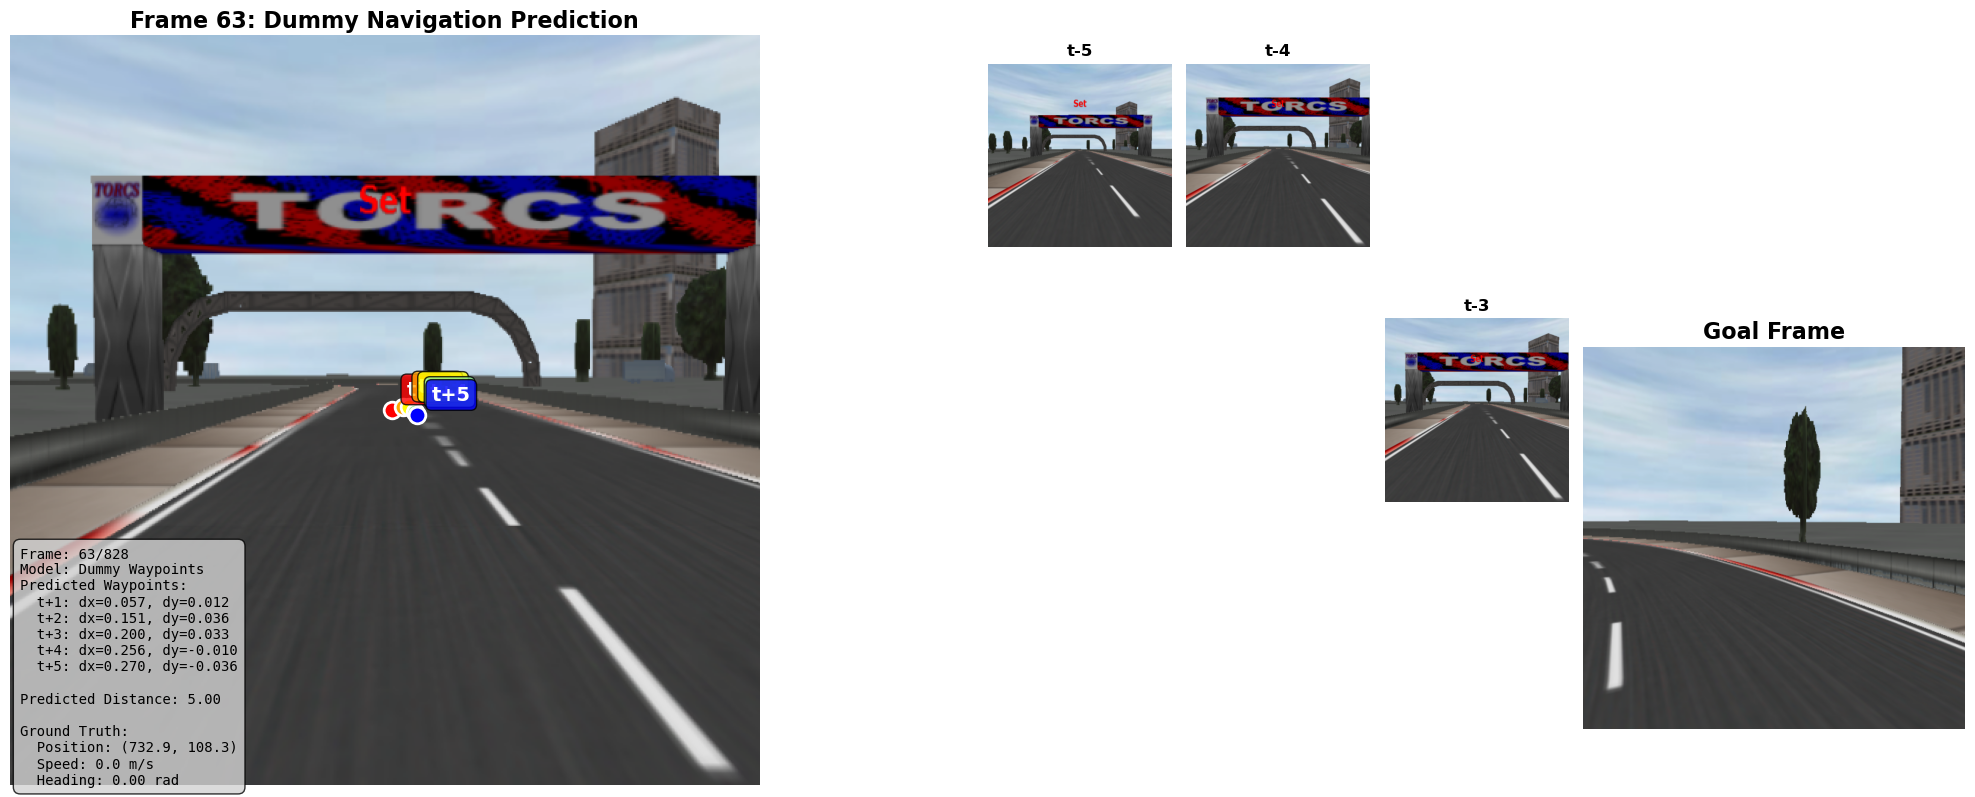 Frame 63: Dummy Navigation Prediction
TORCS
TORCS
Set
t+5
Frame: 63/828
Model: Dummy Waypoints
Predicted Waypoints:
t+1: dx=0.057, dy=0.012
t+2: dx=0.151, dy=0.036
t+3: dx=0.200, dy=0.033
t+4: dx=0.256, dy=-0.010
t+5: dx=0.270, dy=-0.036
Predicted Distance: 5.00
Ground Truth:
Position: (732.9, 108.3)
Speed: 0.0 m/s
Heading: 0.00 rad
t-5
Set
TORCS
t-4
Set
TORCS
t-3
TORCS
Goal Frame